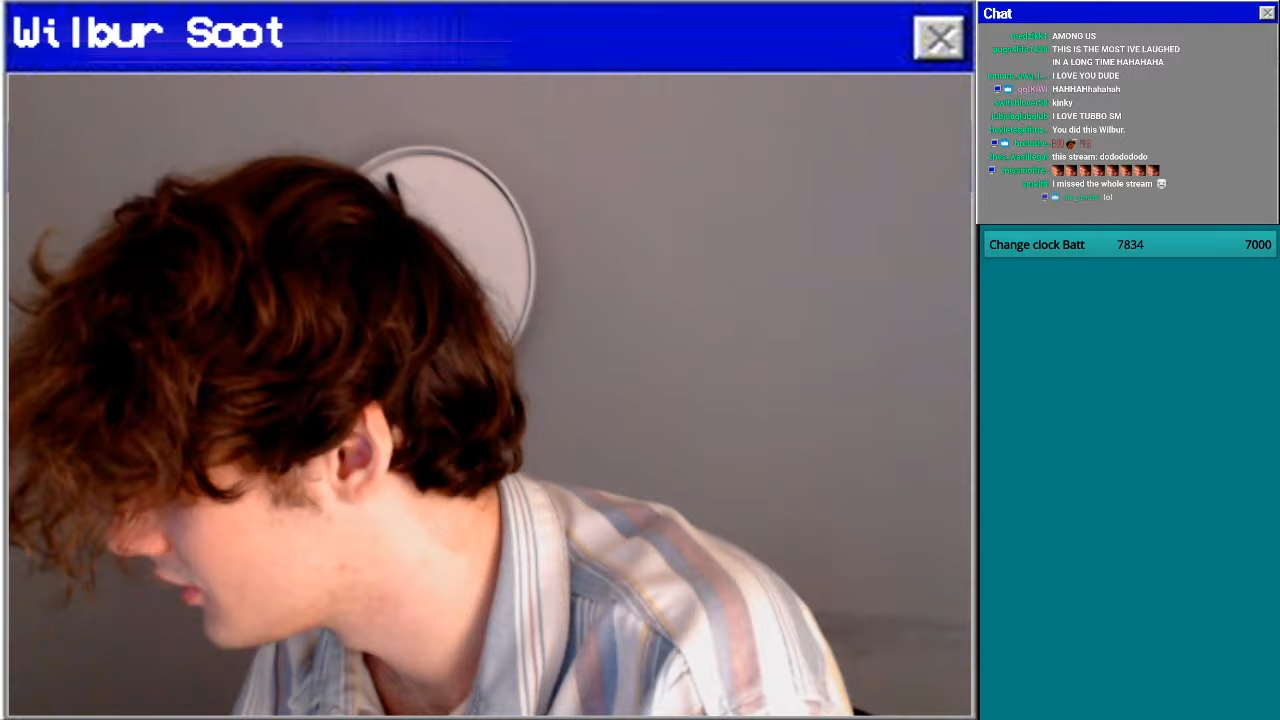 Wilbur Soot
Chat
AMONG US
THIS IS THE MOST IVE LAUGHED
IN A LONG TIME HAHAHAHA
I LOVE YOU DUDE
HAHHAHhahahah
kinky
I LOVE TUBBO SM
You did this Wilbur.
this stream: dodododododo
I missed the whole stream
lol
Change clock Batt 7834 7000